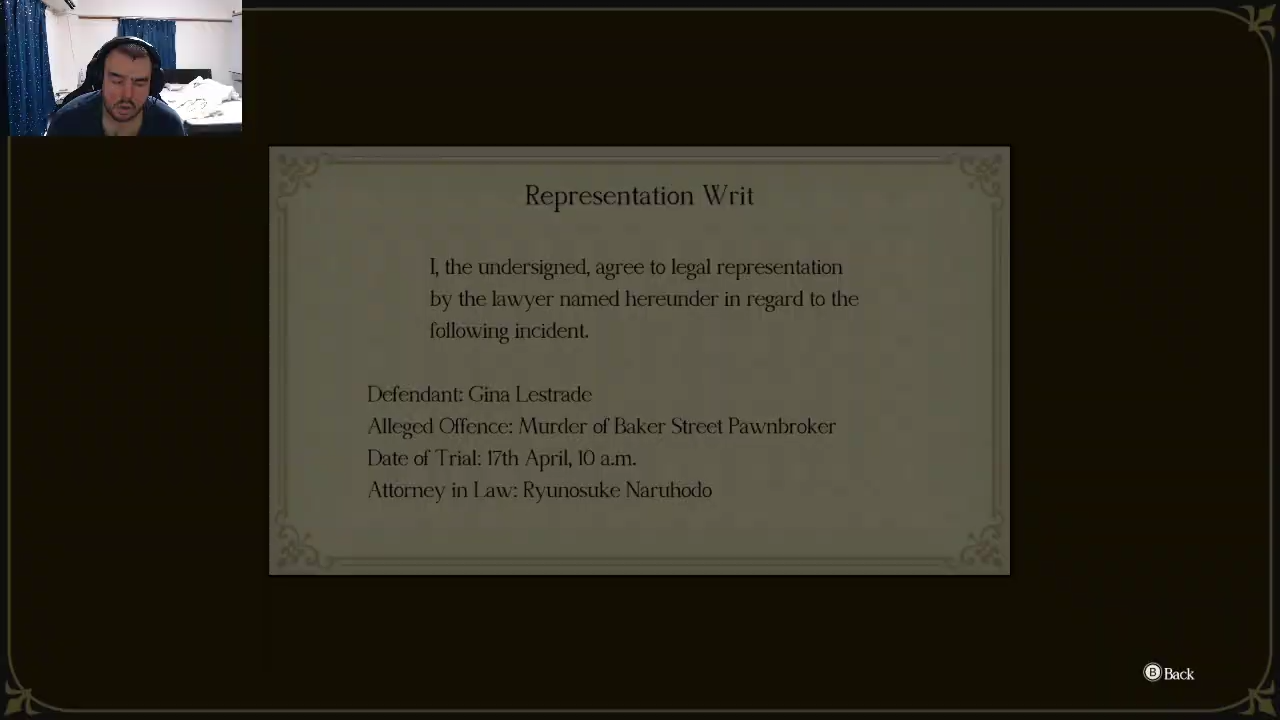 Representation Writ
I, the undersigned, agree to legal representation
by the lawyer named hereunder in regard to the
following incident.
Defendant: Gina Lestrade
Alleged Offence: Murder of Baker Street Pawnbroker
Date of Trial: 17th April, 10 a.m.
Attorney in Law: Ryunosuke Naruhodo
B Back